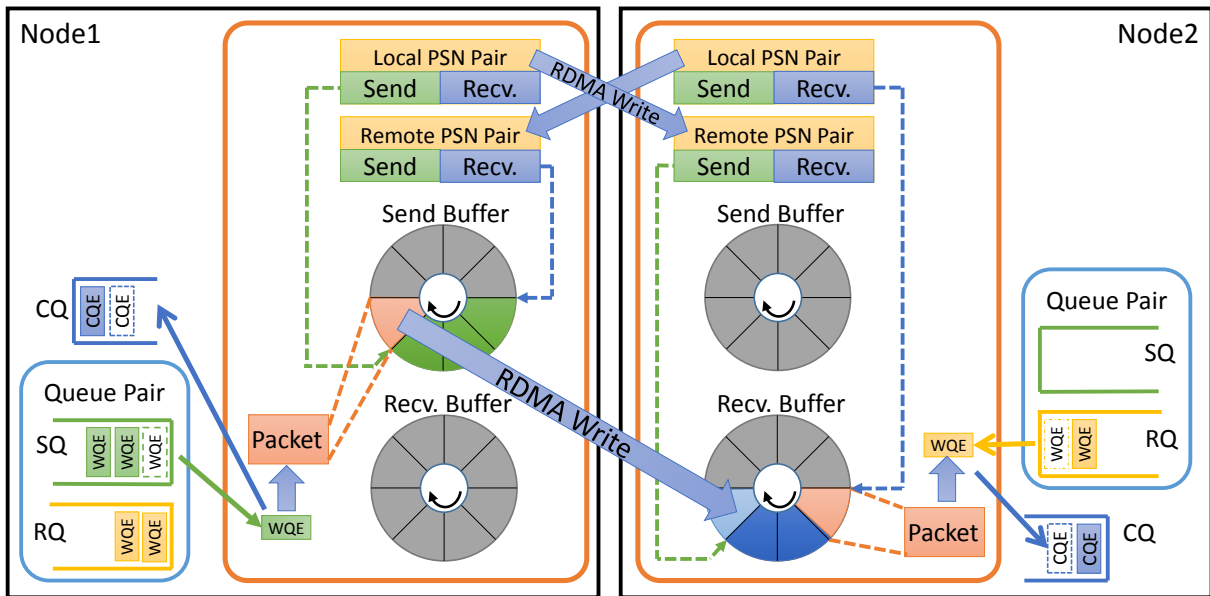 Node1
Local PSN Pair
Send
Recv.
Remote PSN Pair
Send
Recv.
Send Buffer
CQ
CQE
CQE
Queue Pair
SQ
WQE
WQE
WQE
RQ
WQE
WQE
Packet
WQE
Recv. Buffer
RDMA Write
RDMA Write
Node2
Local PSN Pair
Send
Recv.
Remote PSN Pair
Send
Recv.
Send Buffer
Recv. Buffer
Queue Pair
SQ
RQ
WQE
WQE
WQE
Packet
CQE
CQE
CQ